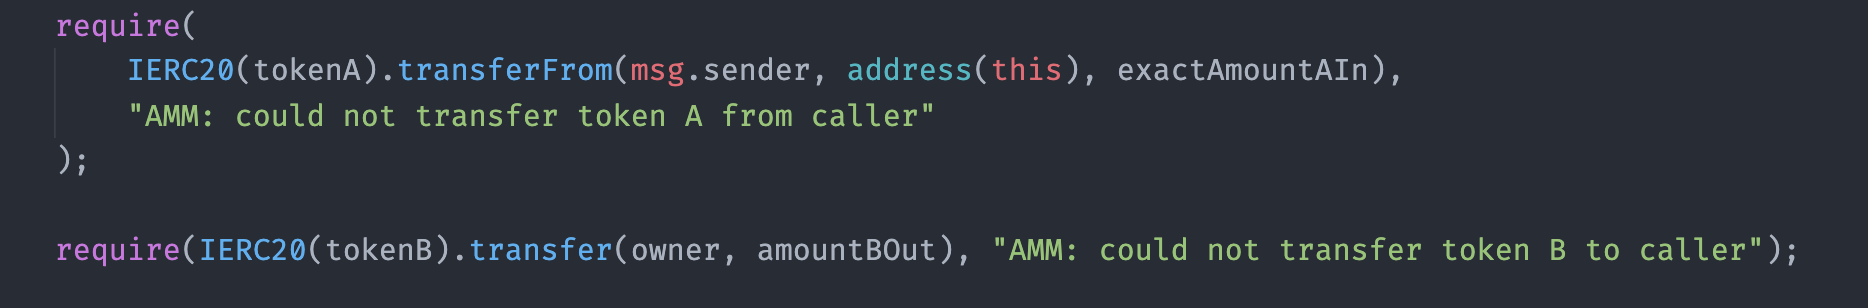 require(
IERC20(tokenA).transferFrom(msg.sender, address(this), exactAmountAIn),
"AMM: could not transfer token A from caller"
);
require(IERC20(tokenB).transfer(owner, amountBOut), "AMM: could not transfer token B to caller");